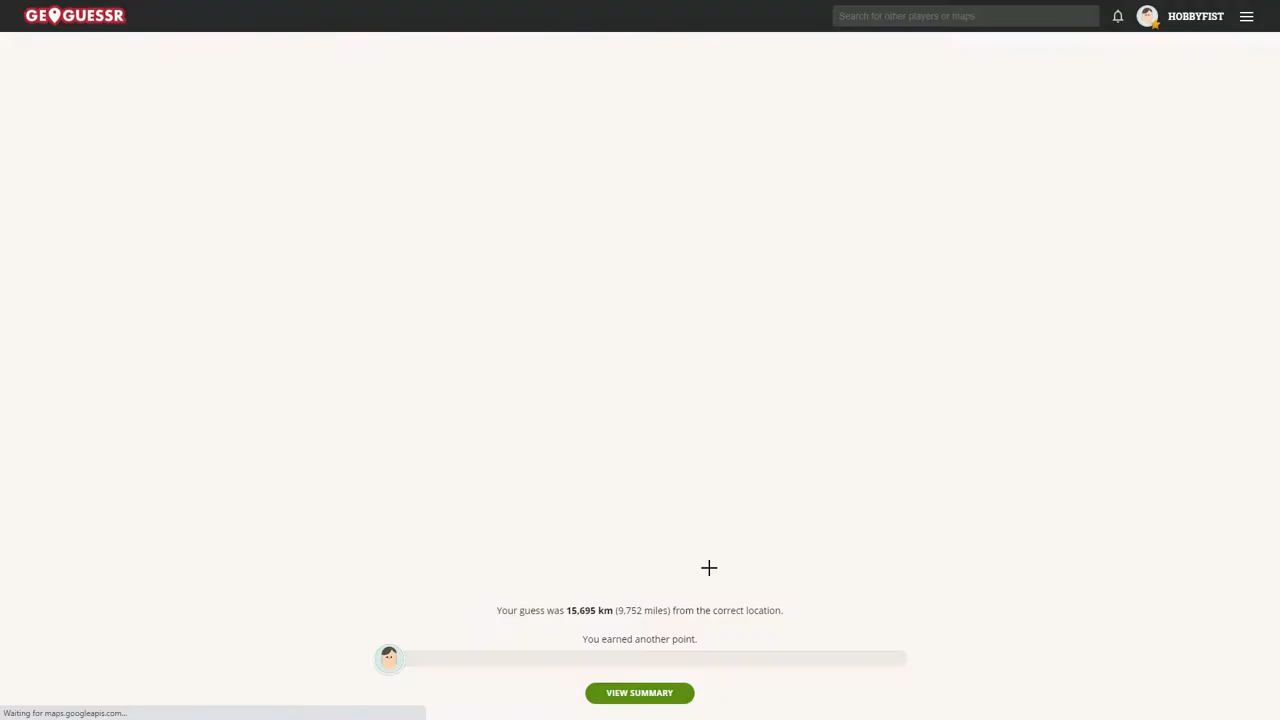 GEOGUESSR
Search for other players or maps
HOBBYFIST
Your guess was 15,695 km (9,752 miles) from the correct location.
You earned another point.
VIEW SUMMARY
Waiting for maps.googleapis.com...